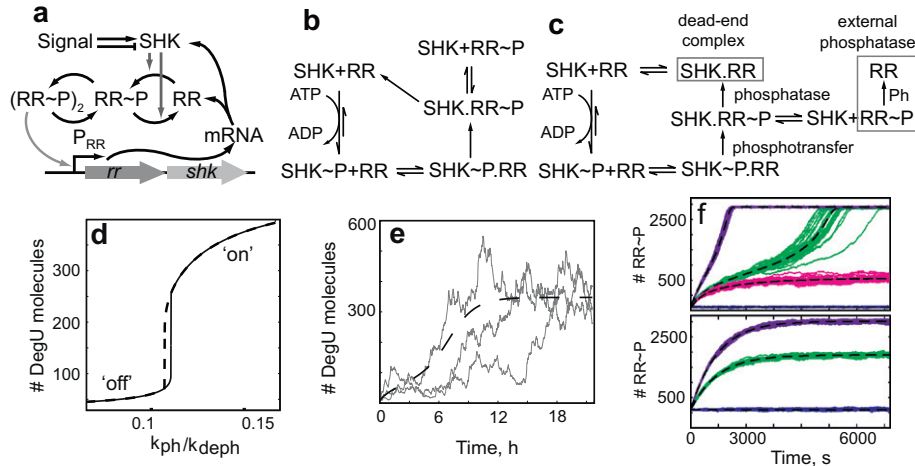 a
Signal
SHK
(RR~P)2
RR~P
RR
PRR
mRNA
rr
shk
b
SHK+RR
SHK+RR~P
ATP
ADP
SHK.RR~P
SHK~P+RR
SHK~P.RR
c
dead-end
complex
external
phosphatase
SHK+RR
SHK.RR
RR
ATP
ADP
phosphatase
Ph
SHK.RR~P
SHK+RR~P
phosphotransfer
SHK~P+RR
SHK~P.RR
d
# DegU molecules
300
200
100
'on'
'off'
0.1
0.15
kph/kdeph
e
# DegU molecules
600
300
0
6
12
18
Time, h
f
# RR~P
2500
500
# RR~P
2500
500
0
3000
6000
Time, s